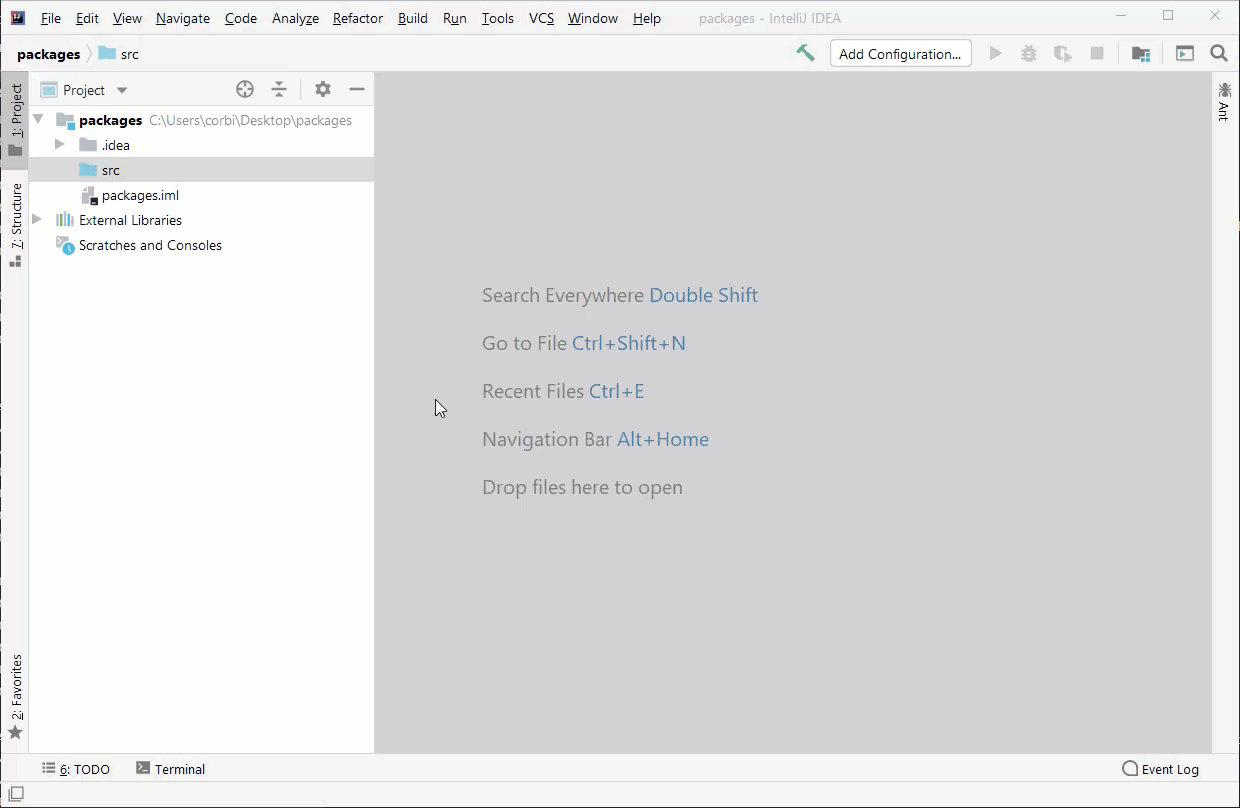 File Edit View Navigate Code Analyze Refactor Build Run Tools VCS Window Help packages - IntelliJ IDEA
packages src Add Configuration...
1: Project
Project
packages C:\Users\corbi\Desktop\packages
.idea
src
packages.iml
External Libraries
Scratches and Consoles
7: Structure
2: Favorites
Search Everywhere Double Shift
Go to File Ctrl+Shift+N
Recent Files Ctrl+E
Navigation Bar Alt+Home
Drop files here to open
Ant
6: TODO Terminal Event Log